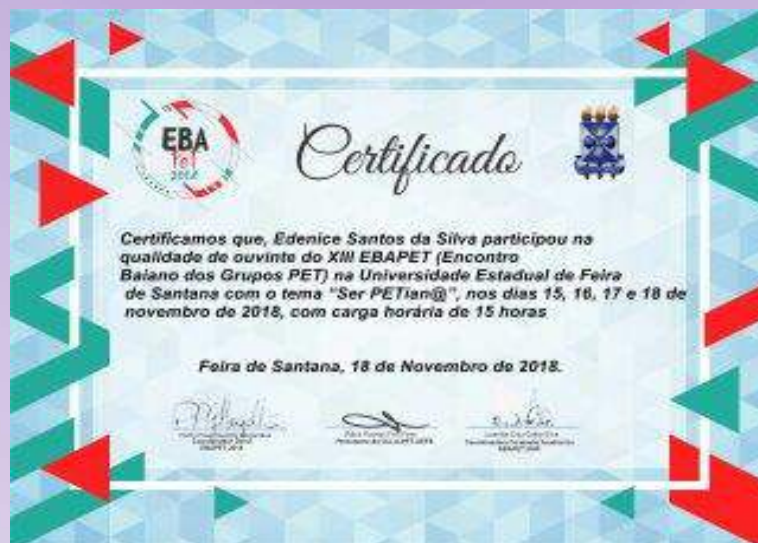 EBA
2018
Certificado
Certificamos que, Edenice Santos da Silva participou na
qualidade de ouvinte do XIII EBAPET (Encontro
Baiano dos Grupos PET) na Universidade Estadual de Feira
de Santana com o tema "Ser PETian@", nos dias 15, 16, 17 e 18 de
novembro de 2018, com carga horária de 15 horas
Feira de Santana, 18 de Novembro de 2018.